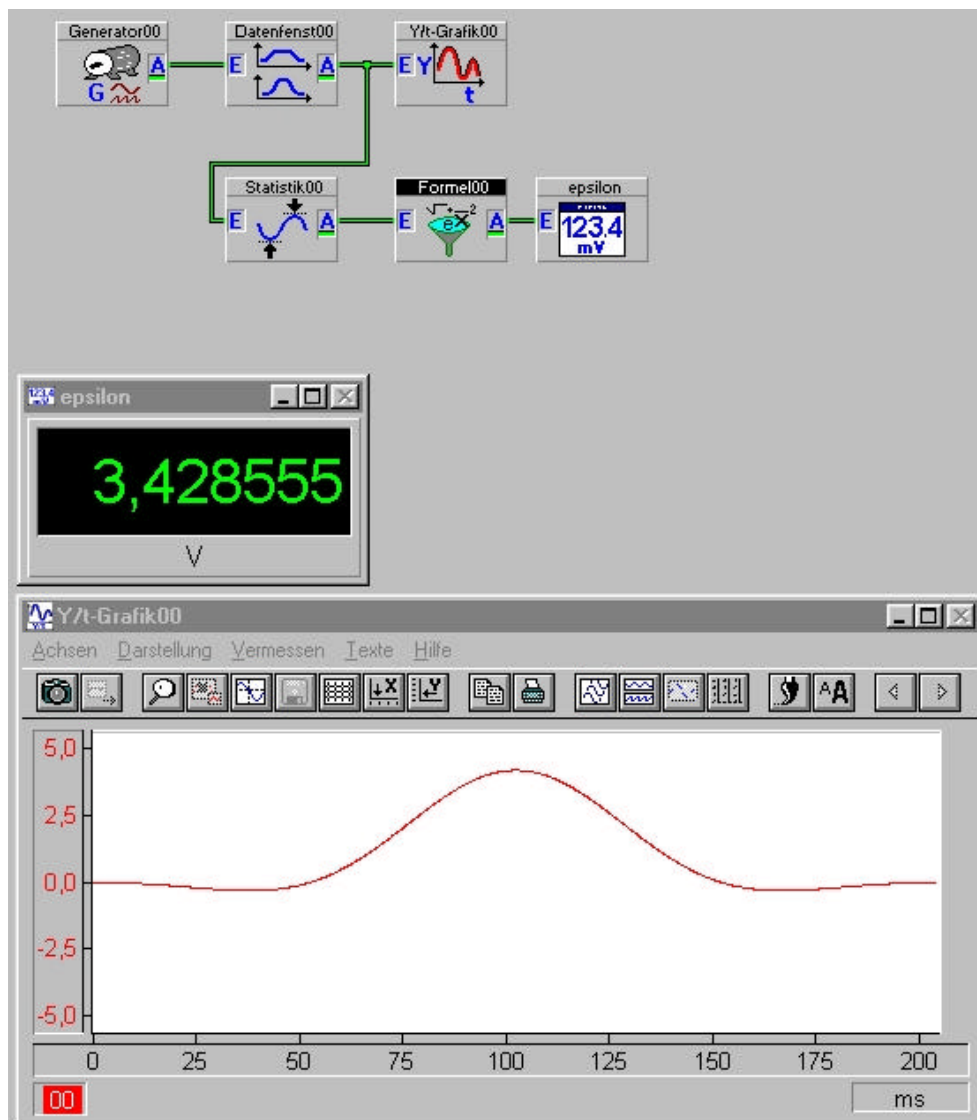 Generator00 Datenfenst00 Y/t-Grafik00
A E A E Y
G t
Statistik00 Formel00 epsilon
E A E A E 123.4
mV
epsilon
3,428555
V
Y/t-Grafik00
Achsen Darstellung Vermessen Texte Hilfe
5,0
2,5
0,0
-2,5
-5,0
0 25 50 75 100 125 150 175 200
00 ms